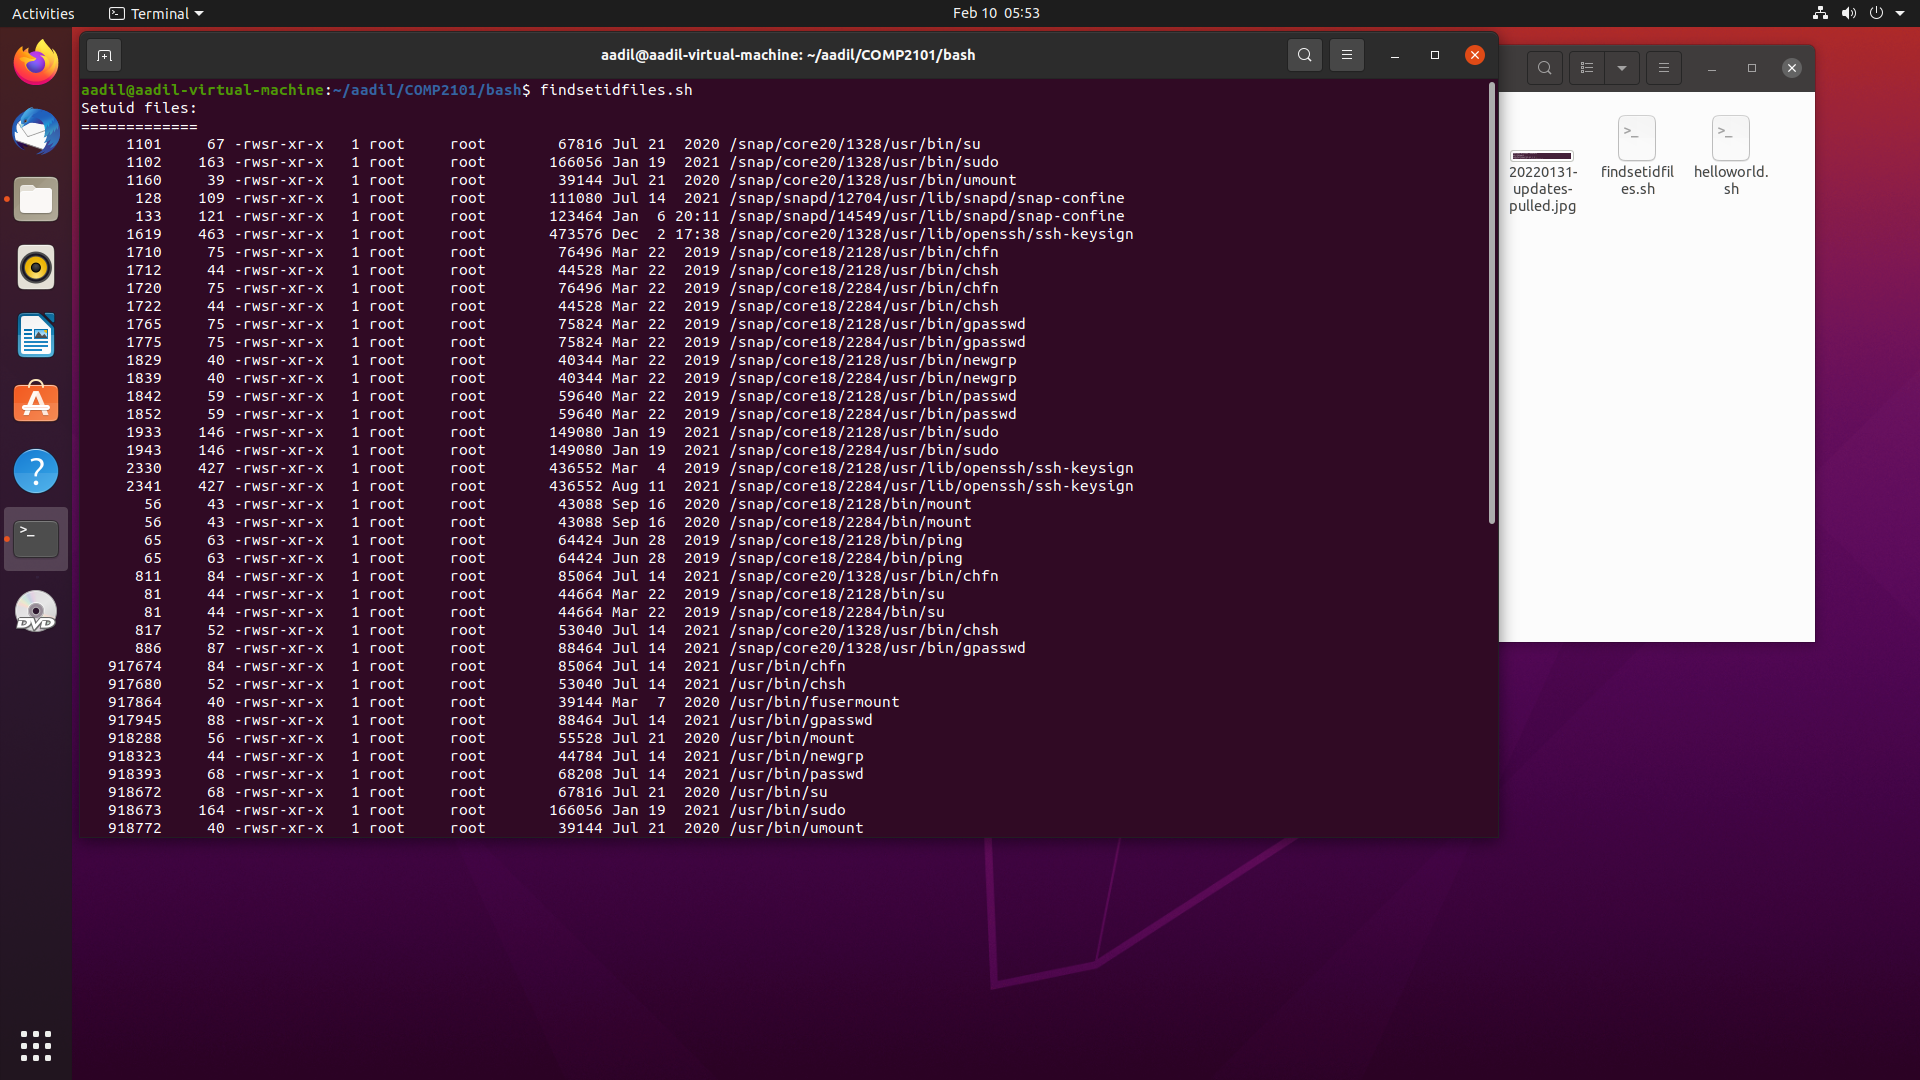 Activities
Terminal
Feb 10 05:53
aadil@aadil-virtual-machine: ~/aadil/COMP2101/bash
aadil@aadil-virtual-machine:~/aadil/COMP2101/bash$ findsetidfiles.sh
Setuid files:
=============
1101 67 -rwsr-xr-x 1 root root 67816 Jul 21 2020 /snap/core20/1328/usr/bin/su
1102 163 -rwsr-xr-x 1 root root 166056 Jan 19 2021 /snap/core20/1328/usr/bin/sudo
1160 39 -rwsr-xr-x 1 root root 39144 Jul 21 2020 /snap/core20/1328/usr/bin/umount
128 109 -rwsr-xr-x 1 root root 111080 Jul 14 2021 /snap/snapd/12704/usr/lib/snapd/snap-confine
133 121 -rwsr-xr-x 1 root root 123464 Jan 6 20:11 /snap/snapd/14549/usr/lib/snapd/snap-confine
1619 463 -rwsr-xr-x 1 root root 473576 Dec 2 17:38 /snap/core20/1328/usr/lib/openssh/ssh-keysign
1710 75 -rwsr-xr-x 1 root root 76496 Mar 22 2019 /snap/core18/2128/usr/bin/chfn
1712 44 -rwsr-xr-x 1 root root 44528 Mar 22 2019 /snap/core18/2128/usr/bin/chsh
1720 75 -rwsr-xr-x 1 root root 76496 Mar 22 2019 /snap/core18/2284/usr/bin/chfn
1722 44 -rwsr-xr-x 1 root root 44528 Mar 22 2019 /snap/core18/2284/usr/bin/chsh
1765 75 -rwsr-xr-x 1 root root 75824 Mar 22 2019 /snap/core18/2128/usr/bin/gpasswd
1775 75 -rwsr-xr-x 1 root root 75824 Mar 22 2019 /snap/core18/2284/usr/bin/gpasswd
1829 40 -rwsr-xr-x 1 root root 40344 Mar 22 2019 /snap/core18/2128/usr/bin/newgrp
1839 40 -rwsr-xr-x 1 root root 40344 Mar 22 2019 /snap/core18/2284/usr/bin/newgrp
1842 59 -rwsr-xr-x 1 root root 59640 Mar 22 2019 /snap/core18/2128/usr/bin/passwd
1852 59 -rwsr-xr-x 1 root root 59640 Mar 22 2019 /snap/core18/2284/usr/bin/passwd
1933 146 -rwsr-xr-x 1 root root 149080 Jan 19 2021 /snap/core18/2128/usr/bin/sudo
1943 146 -rwsr-xr-x 1 root root 149080 Jan 19 2021 /snap/core18/2284/usr/bin/sudo
2330 427 -rwsr-xr-x 1 root root 436552 Mar 4 2019 /snap/core18/2128/usr/lib/openssh/ssh-keysign
2341 427 -rwsr-xr-x 1 root root 436552 Aug 11 2021 /snap/core18/2284/usr/lib/openssh/ssh-keysign
56 43 -rwsr-xr-x 1 root root 43088 Sep 16 2020 /snap/core18/2128/bin/mount
56 43 -rwsr-xr-x 1 root root 43088 Sep 16 2020 /snap/core18/2284/bin/mount
65 63 -rwsr-xr-x 1 root root 64424 Jun 28 2019 /snap/core18/2128/bin/ping
65 63 -rwsr-xr-x 1 root root 64424 Jun 28 2019 /snap/core18/2284/bin/ping
811 84 -rwsr-xr-x 1 root root 85064 Jul 14 2021 /snap/core20/1328/usr/bin/chfn
81 44 -rwsr-xr-x 1 root root 44664 Mar 22 2019 /snap/core18/2128/bin/su
81 44 -rwsr-xr-x 1 root root 44664 Mar 22 2019 /snap/core18/2284/bin/su
817 52 -rwsr-xr-x 1 root root 53040 Jul 14 2021 /snap/core20/1328/usr/bin/chsh
886 87 -rwsr-xr-x 1 root root 88464 Jul 14 2021 /snap/core20/1328/usr/bin/gpasswd
917674 84 -rwsr-xr-x 1 root root 85064 Jul 14 2021 /usr/bin/chfn
917680 52 -rwsr-xr-x 1 root root 53040 Jul 14 2021 /usr/bin/chsh
917864 40 -rwsr-xr-x 1 root root 39144 Mar 7 2020 /usr/bin/fusermount
917945 88 -rwsr-xr-x 1 root root 88464 Jul 14 2021 /usr/bin/gpasswd
918288 56 -rwsr-xr-x 1 root root 55528 Jul 21 2020 /usr/bin/mount
918323 44 -rwsr-xr-x 1 root root 44784 Jul 14 2021 /usr/bin/newgrp
918393 68 -rwsr-xr-x 1 root root 68208 Jul 14 2021 /usr/bin/passwd
918672 68 -rwsr-xr-x 1 root root 67816 Jul 21 2020 /usr/bin/su
918673 164 -rwsr-xr-x 1 root root 166056 Jan 19 2021 /usr/bin/sudo
918772 40 -rwsr-xr-x 1 root root 39144 Jul 21 2020 /usr/bin/umount
20220131-
updates-
pulled.jpg
findsetidfil
es.sh
helloworld.
sh
DVD